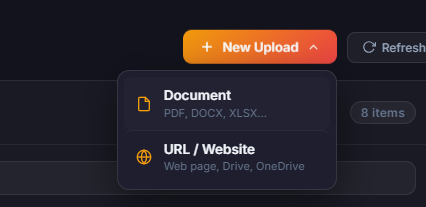 + New Upload
Refresh
Document
PDF, DOCX, XLSX...
8 items
URL / Website
Web page, Drive, OneDrive